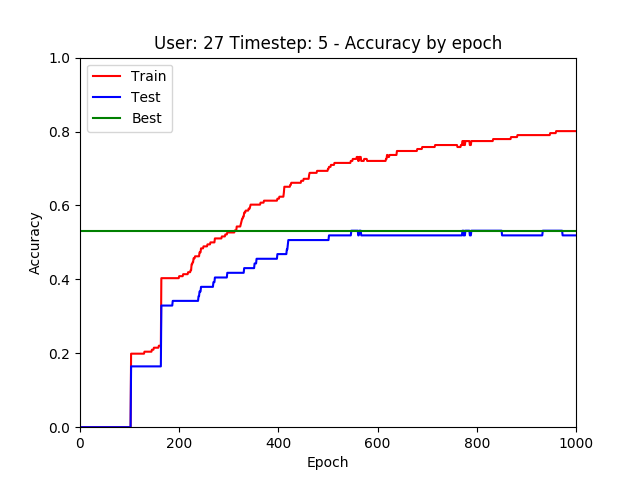 User: 27 Timestep: 5 - Accuracy by epoch
1.0
0.8
0.6
0.4
0.2
0.0
Accuracy
Train
Test
Best
0 200 400 600 800 1000
Epoch